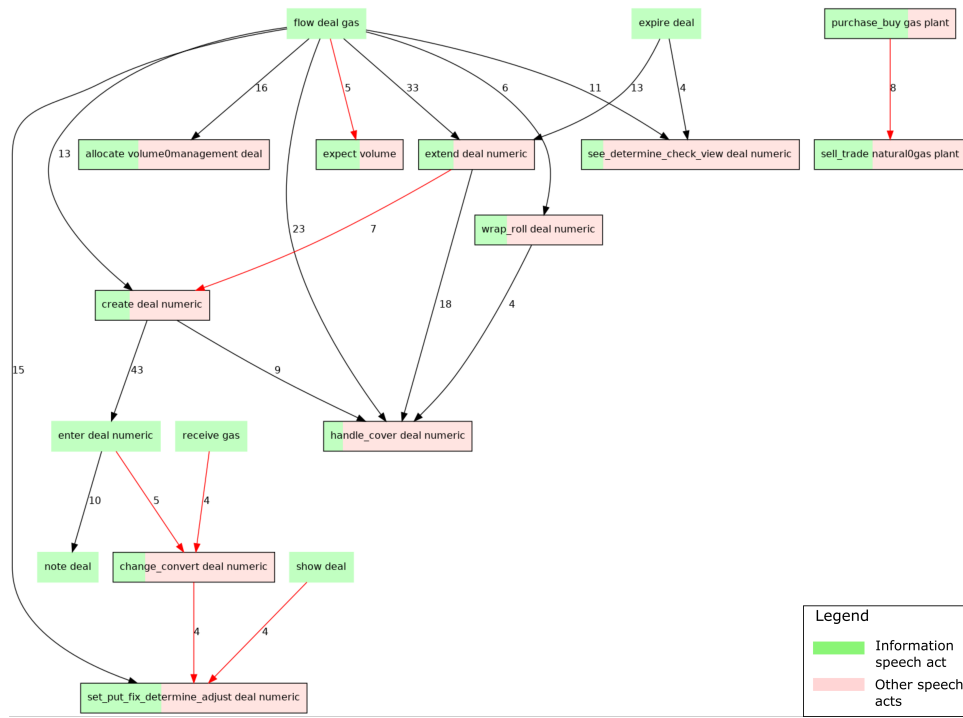 flow deal gas
expire deal
purchase_buy gas plant
16
5
33
6
11
13
4
8
13
allocate volume0management deal
expect volume
extend deal numeric
see_determine_check_view deal numeric
sell_trade natural0gas plant
23
7
wrap_roll deal numeric
create deal numeric
18
4
15
43
9
enter deal numeric
receive gas
handle_cover deal numeric
10
5
4
note deal
change_convert deal numeric
show deal
4
4
set_put_fix_determine_adjust deal numeric
Legend
Information
speech act
Other speech
acts